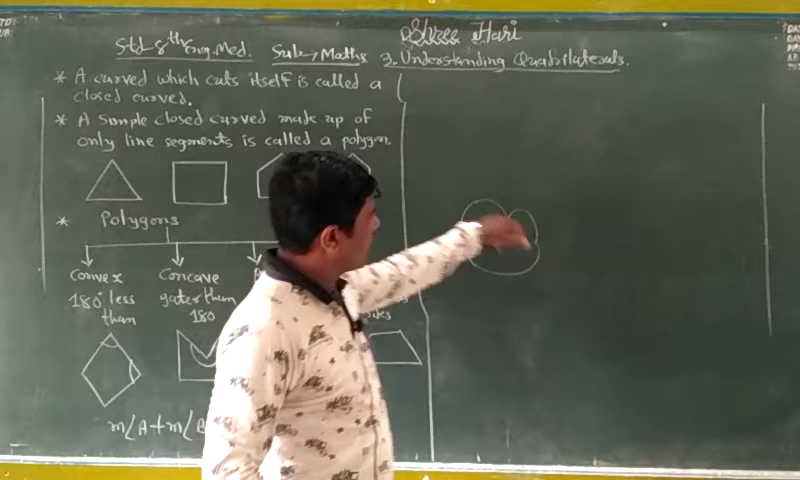 Shree Hari
Std 8th Eng. Med. Sub → Maths 3. Understanding Quadrilaterals.
* A curved which cuts itself is called a
closed curved.
* A simple closed curved made up of
only line segments is called a polygon.
* Polygons
Convex Concave
180° less gater than
than 180
m∠A + m∠B